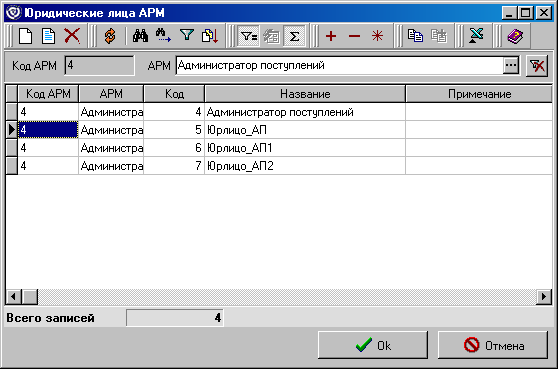 Юридические лица АРМ
Код АРМ 4 АРМ Администратор поступлений ...
Код АРМ АРМ Код Название Примечание
4 Администра 4 Администратор поступлений
4 Администра 5 Юрлицо_АП
4 Администра 6 Юрлицо_АП1
4 Администра 7 Юрлицо_АП2
Всего записей 4
Ok Отмена